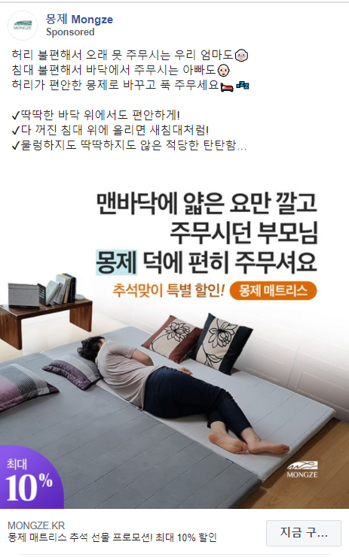 몽제 Mongze
Sponsored
허리 불편해서 오래 못 주무시는 우리 엄마도
침대 불편해서 바닥에서 주무시는 아빠도
허리가 편안한 몽제로 바꾸고 푹 주무세요
✓딱딱한 바닥 위에서도 편안하게!
✓다 꺼진 침대 위에 올리면 새침대처럼!
✓물렁하지도 딱딱하지도 않은 적당한 탄탄함...
맨바닥에 얇은 요만 깔고
주무시던 부모님
몽제 덕에 편히 주무셔요
추석맞이 특별 할인! 몽제 매트리스
MONGZE
최대
10%
MONGZE.KR
몽제 매트리스 추석 선물 프로모션! 최대 10% 할인
지금 구...